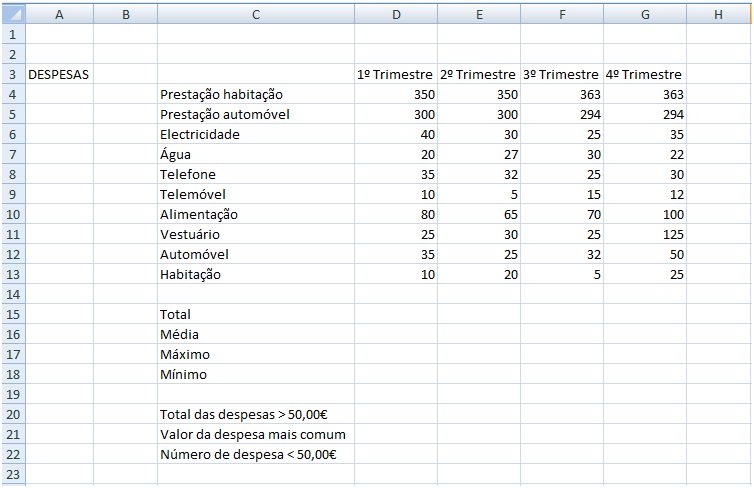 A B C D E F G H
1
2
3 DESPESAS 1º Trimestre 2º Trimestre 3º Trimestre 4º Trimestre
4 Prestação habitação 350 350 363 363
5 Prestação automóvel 300 300 294 294
6 Electricidade 40 30 25 35
7 Água 20 27 30 22
8 Telefone 35 32 25 30
9 Telemóvel 10 5 15 12
10 Alimentação 80 65 70 100
11 Vestuário 25 30 25 125
12 Automóvel 35 25 32 50
13 Habitação 10 20 5 25
14
15 Total
16 Média
17 Máximo
18 Mínimo
19
20 Total das despesas > 50,00€
21 Valor da despesa mais comum
22 Número de despesa < 50,00€
23